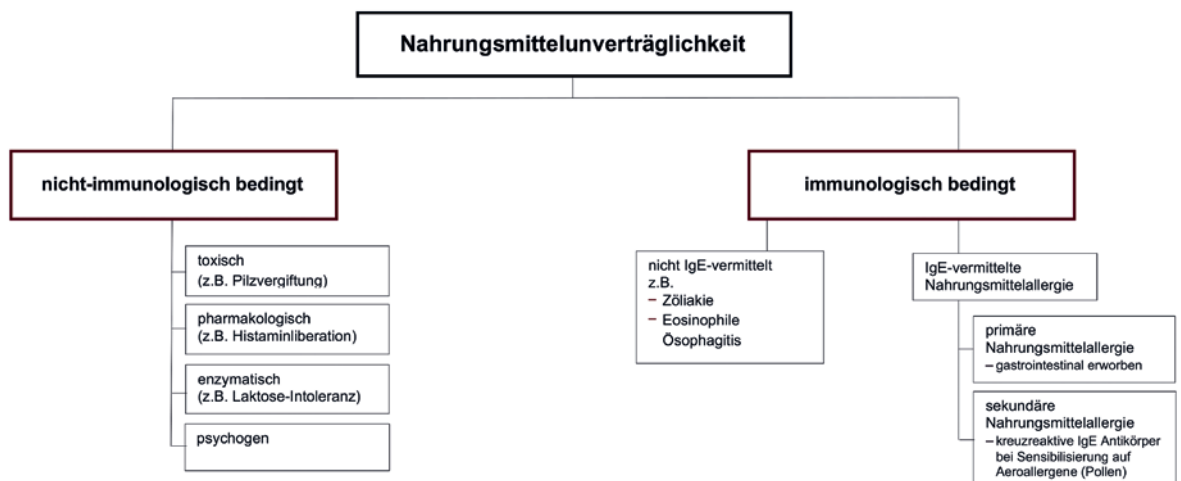 Nahrungsmittelunverträglichkeit
nicht-immunologisch bedingt
toxisch
(z.B. Pilzvergiftung)
pharmakologisch
(z.B. Histaminliberation)
enzymatisch
(z.B. Laktose-Intoleranz)
psychogen
immunologisch bedingt
nicht IgE-vermittelt
z.B.
– Zöliakie
– Eosinophile
Ösophagitis
IgE-vermittelte
Nahrungsmittelallergie
primäre
Nahrungsmittelallergie
– gastrointestinal erworben
sekundäre
Nahrungsmittelallergie
– kreuzreaktive IgE Antikörper
bei Sensibilisierung auf
Aeroallergene (Pollen)